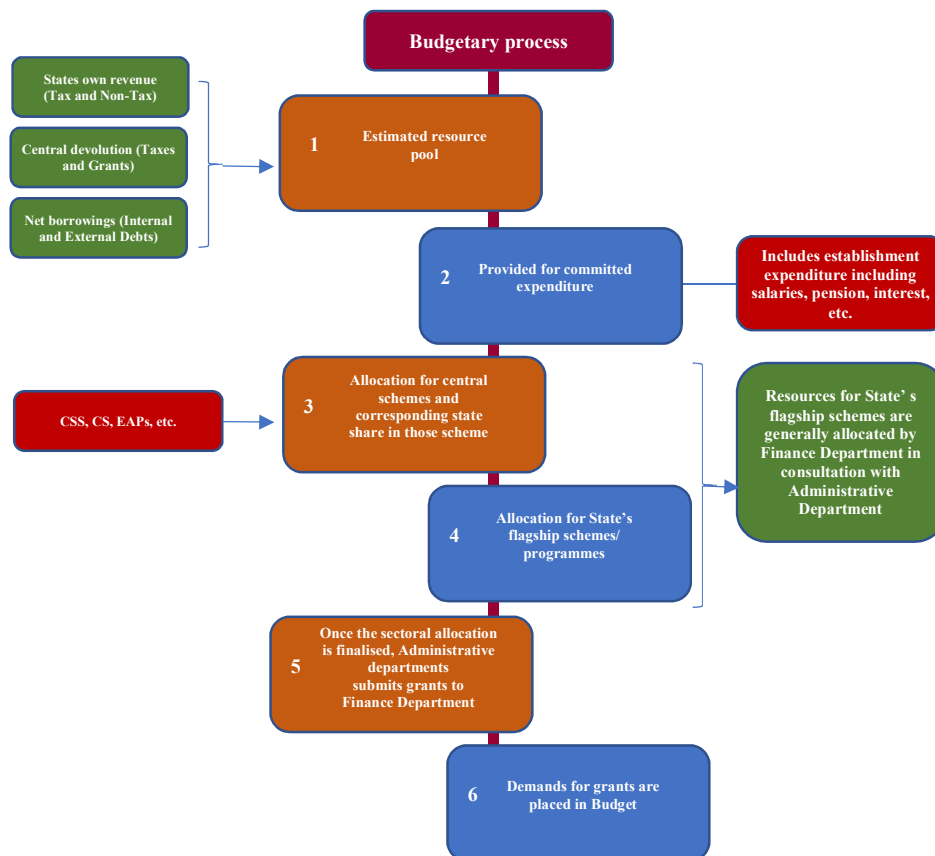 Budgetary process
States own revenue
(Tax and Non-Tax)
Central devolution (Taxes
and Grants)
Net borrowings (Internal
and External Debts)
1
Estimated resource
pool
2
Provided for committed
expenditure
Includes establishment
expenditure including
salaries, pension, interest,
etc.
CSS, CS, EAPs, etc.
3
Allocation for central
schemes and
corresponding state
share in those scheme
Resources for State’ s
flagship schemes are
generally allocated by
Finance Department in
consultation with
Administrative
Department
4
Allocation for State’s
flagship schemes/
programmes
5
Once the sectoral allocation
is finalised, Administrative
departments
submits grants to
Finance Department
6
Demands for grants are
placed in Budget